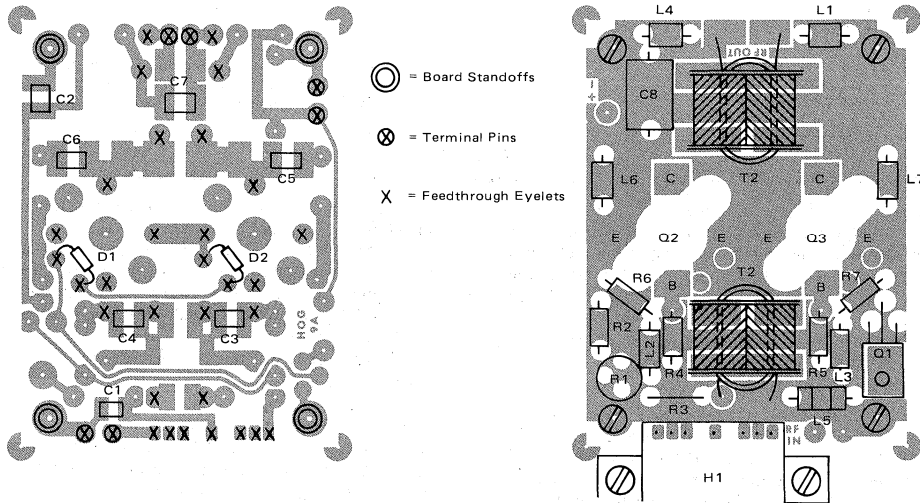 C2
C7
C6
C5
D1
D2
C4
C3
HOG
9A
C1
= Board Standoffs
= Terminal Pins
X = Feedthrough Eyelets
L4
L1
RF OUT
C8
- +
L6
C
T2
C
L7
E
Q2
E
E
Q3
E
T2
R6
B
B
R7
R2
L2
R4
R5
L3
Q1
R1
R3
L5
RF
IN
H1